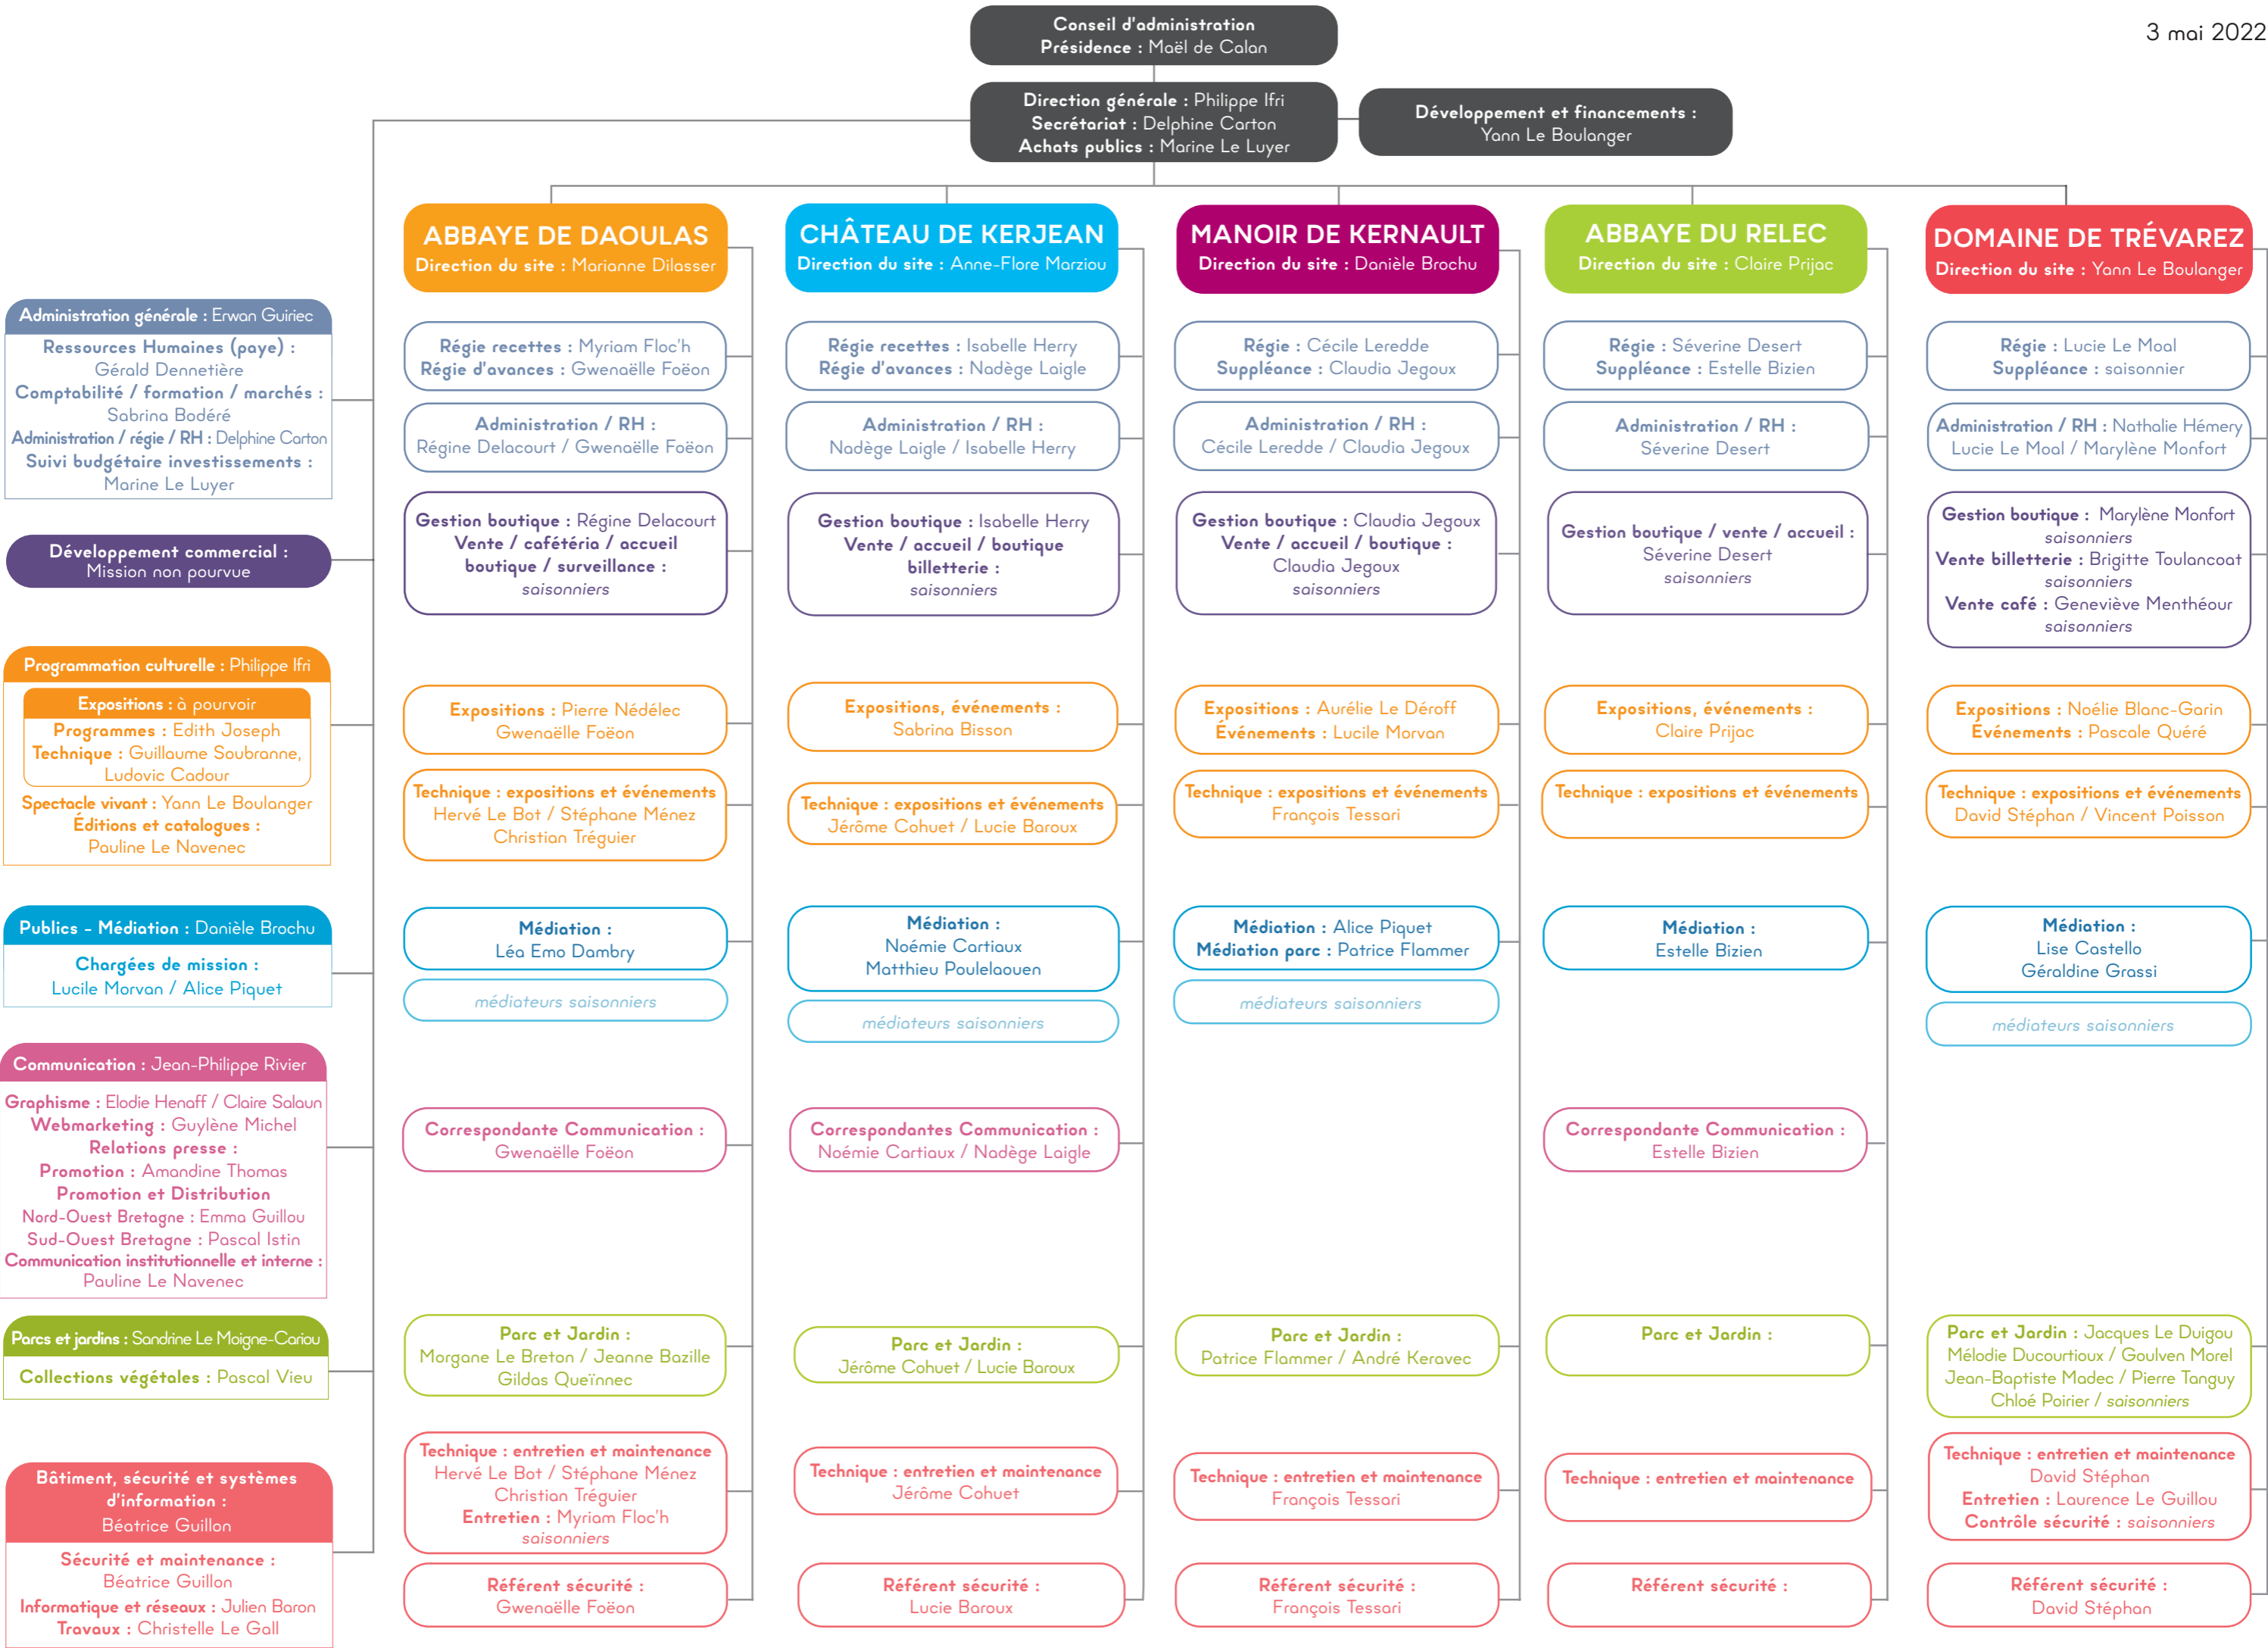 3 mai 2022
Conseil d'administration
Présidence : Maël de Calan
Direction générale : Philippe Ifri
Secrétariat : Delphine Carton
Achats publics : Marine Le Luyer
Développement et financements :
Yann Le Boulanger
Administration générale : Erwan Guiriec
Ressources Humaines (paye) :
Gérald Dennetière
Comptabilité / formation / marchés :
Sabrina Bodéré
Administration / régie / RH : Delphine Carton
Suivi budgétaire investissements :
Marine Le Luyer
Développement commercial :
Mission non pourvue
Programmation culturelle : Philippe Ifri
Expositions : à pourvoir
Programmes : Edith Joseph
Technique : Guillaume Soubranne,
Ludovic Cadour
Spectacle vivant : Yann Le Boulanger
Éditions et catalogues :
Pauline Le Navenec
Publics - Médiation : Danièle Brochu
Chargées de mission :
Lucile Morvan / Alice Piquet
Communication : Jean-Philippe Rivier
Graphisme : Elodie Henaff / Claire Salaun
Webmarketing : Guylène Michel
Relations presse :
Promotion : Amandine Thomas
Promotion et Distribution
Nord-Ouest Bretagne : Emma Guillou
Sud-Ouest Bretagne : Pascal Istin
Communication institutionnelle et interne :
Pauline Le Navenec
Parcs et jardins : Sandrine Le Moigne-Cariou
Collections végétales : Pascal Vieu
Bâtiment, sécurité et systèmes
d'information :
Béatrice Guillon
Sécurité et maintenance :
Béatrice Guillon
Informatique et réseaux : Julien Baron
Travaux : Christelle Le Gall
ABBAYE DE DAOULAS
Direction du site : Marianne Dilasser
Régie recettes : Myriam Floc'h
Régie d'avances : Gwenaëlle Foëon
Administration / RH :
Régine Delacourt / Gwenaëlle Foëon
Gestion boutique : Régine Delacourt
Vente / cafétéria / accueil
boutique / surveillance :
saisonniers
Expositions : Pierre Nédélec
Gwenaëlle Foëon
Technique : expositions et événements
Hervé Le Bot / Stéphane Ménez
Christian Tréguier
Médiation :
Léa Emo Dambry
médiateurs saisonniers
Correspondante Communication :
Gwenaëlle Foëon
Parc et Jardin :
Morgane Le Breton / Jeanne Bazille
Gildas Queïnnec
Technique : entretien et maintenance
Hervé Le Bot / Stéphane Ménez
Christian Tréguier
Entretien : Myriam Floc'h
saisonniers
Référent sécurité :
Gwenaëlle Foëon
CHÂTEAU DE KERJEAN
Direction du site : Anne-Flore Marziou
Régie recettes : Isabelle Herry
Régie d'avances : Nadège Laigle
Administration / RH :
Nadège Laigle / Isabelle Herry
Gestion boutique : Isabelle Herry
Vente / accueil / boutique
billetterie :
saisonniers
Expositions, événements :
Sabrina Bisson
Technique : expositions et événements
Jérôme Cohuet / Lucie Baroux
Médiation :
Noémie Cartiaux
Matthieu Poulelaouen
médiateurs saisonniers
Correspondantes Communication :
Noémie Cartiaux / Nadège Laigle
Parc et Jardin :
Jérôme Cohuet / Lucie Baroux
Technique : entretien et maintenance
Jérôme Cohuet
Référent sécurité :
Lucie Baroux
MANOIR DE KERNAULT
Direction du site : Danièle Brochu
Régie : Cécile Leredde
Suppléance : Claudia Jegoux
Administration / RH :
Cécile Leredde / Claudia Jegoux
Gestion boutique : Claudia Jegoux
Vente / accueil / boutique :
Claudia Jegoux
saisonniers
Expositions : Aurélie Le Déroff
Événements : Lucile Morvan
Technique : expositions et événements
François Tessari
Médiation : Alice Piquet
Médiation parc : Patrice Flammer
médiateurs saisonniers
Parc et Jardin :
Patrice Flammer / André Keravec
Technique : entretien et maintenance
François Tessari
Référent sécurité :
François Tessari
ABBAYE DU RELEC
Direction du site : Claire Prijac
Régie : Séverine Desert
Suppléance : Estelle Bizien
Administration / RH :
Séverine Desert
Gestion boutique / vente / accueil :
Séverine Desert
saisonniers
Expositions, événements :
Claire Prijac
Technique : expositions et événements
Médiation :
Estelle Bizien
Correspondante Communication :
Estelle Bizien
Parc et Jardin :
Technique : entretien et maintenance
Référent sécurité :
DOMAINE DE TRÉVAREZ
Direction du site : Yann Le Boulanger
Régie : Lucie Le Moal
Suppléance : saisonnier
Administration / RH : Nathalie Hémery
Lucie Le Moal / Marylène Monfort
Gestion boutique : Marylène Monfort
saisonniers
Vente billetterie : Brigitte Toulancoat
saisonniers
Vente café : Geneviève Menthéour
saisonniers
Expositions : Noélie Blanc-Garin
Événements : Pascale Quéré
Technique : expositions et événements
David Stéphan / Vincent Poisson
Médiation :
Lise Castello
Géraldine Grassi
médiateurs saisonniers
Parc et Jardin : Jacques Le Duigou
Mélodie Ducourtioux / Goulven Morel
Jean-Baptiste Madec / Pierre Tanguy
Chloé Poirier / saisonniers
Technique : entretien et maintenance
David Stéphan
Entretien : Laurence Le Guillou
Contrôle sécurité : saisonniers
Référent sécurité :
David Stéphan